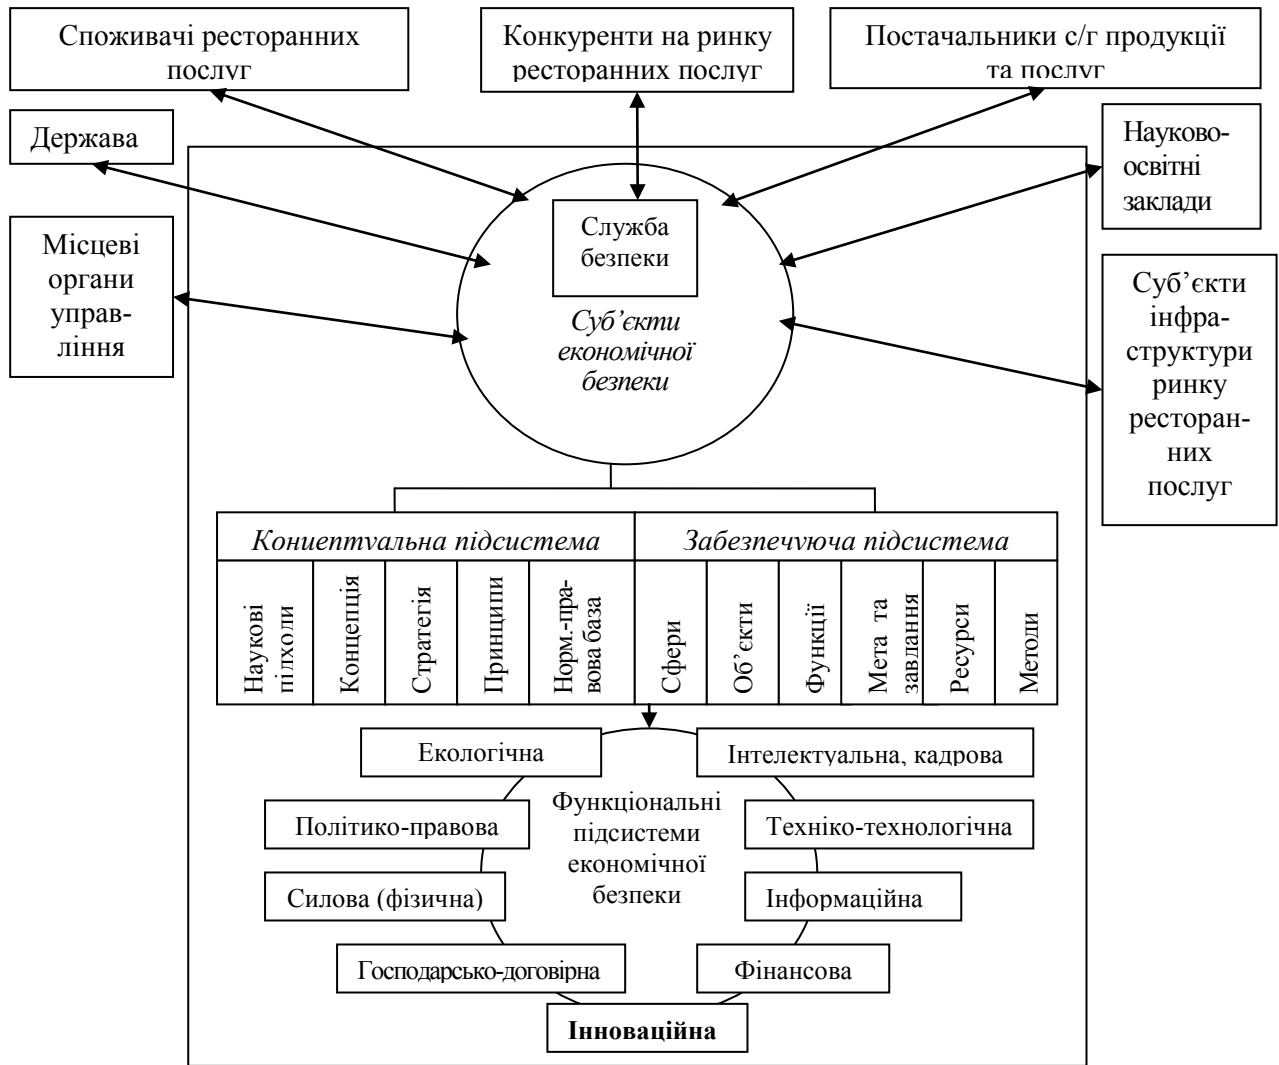 Споживачі ресторанних
послуг
Конкуренти на ринку
ресторанних послуг
Постачальники с/г продукції
та послуг
Держава
Науково-
освітні
заклади
Місцеві
органи
управ-
ління
Служба
безпеки
Суб’єкти
економічної
безпеки
Суб’єкти
інфра-
структури
ринку
ресторан-
них
послуг
Концептуальна підсистема
Забезпечуюча підсистема
Наукові
підходи
Концепція
Стратегія
Принципи
Норм.-пра-
вова база
Сфери
Об’єкти
Функції
Мета та
завдання
Ресурси
Методи
Екологічна
Інтелектуальна, кадрова
Функціональні
підсистеми
економічної
безпеки
Політико-правова
Техніко-технологічна
Силова (фізична)
Інформаційна
Господарсько-договірна
Фінансова
Інноваційна